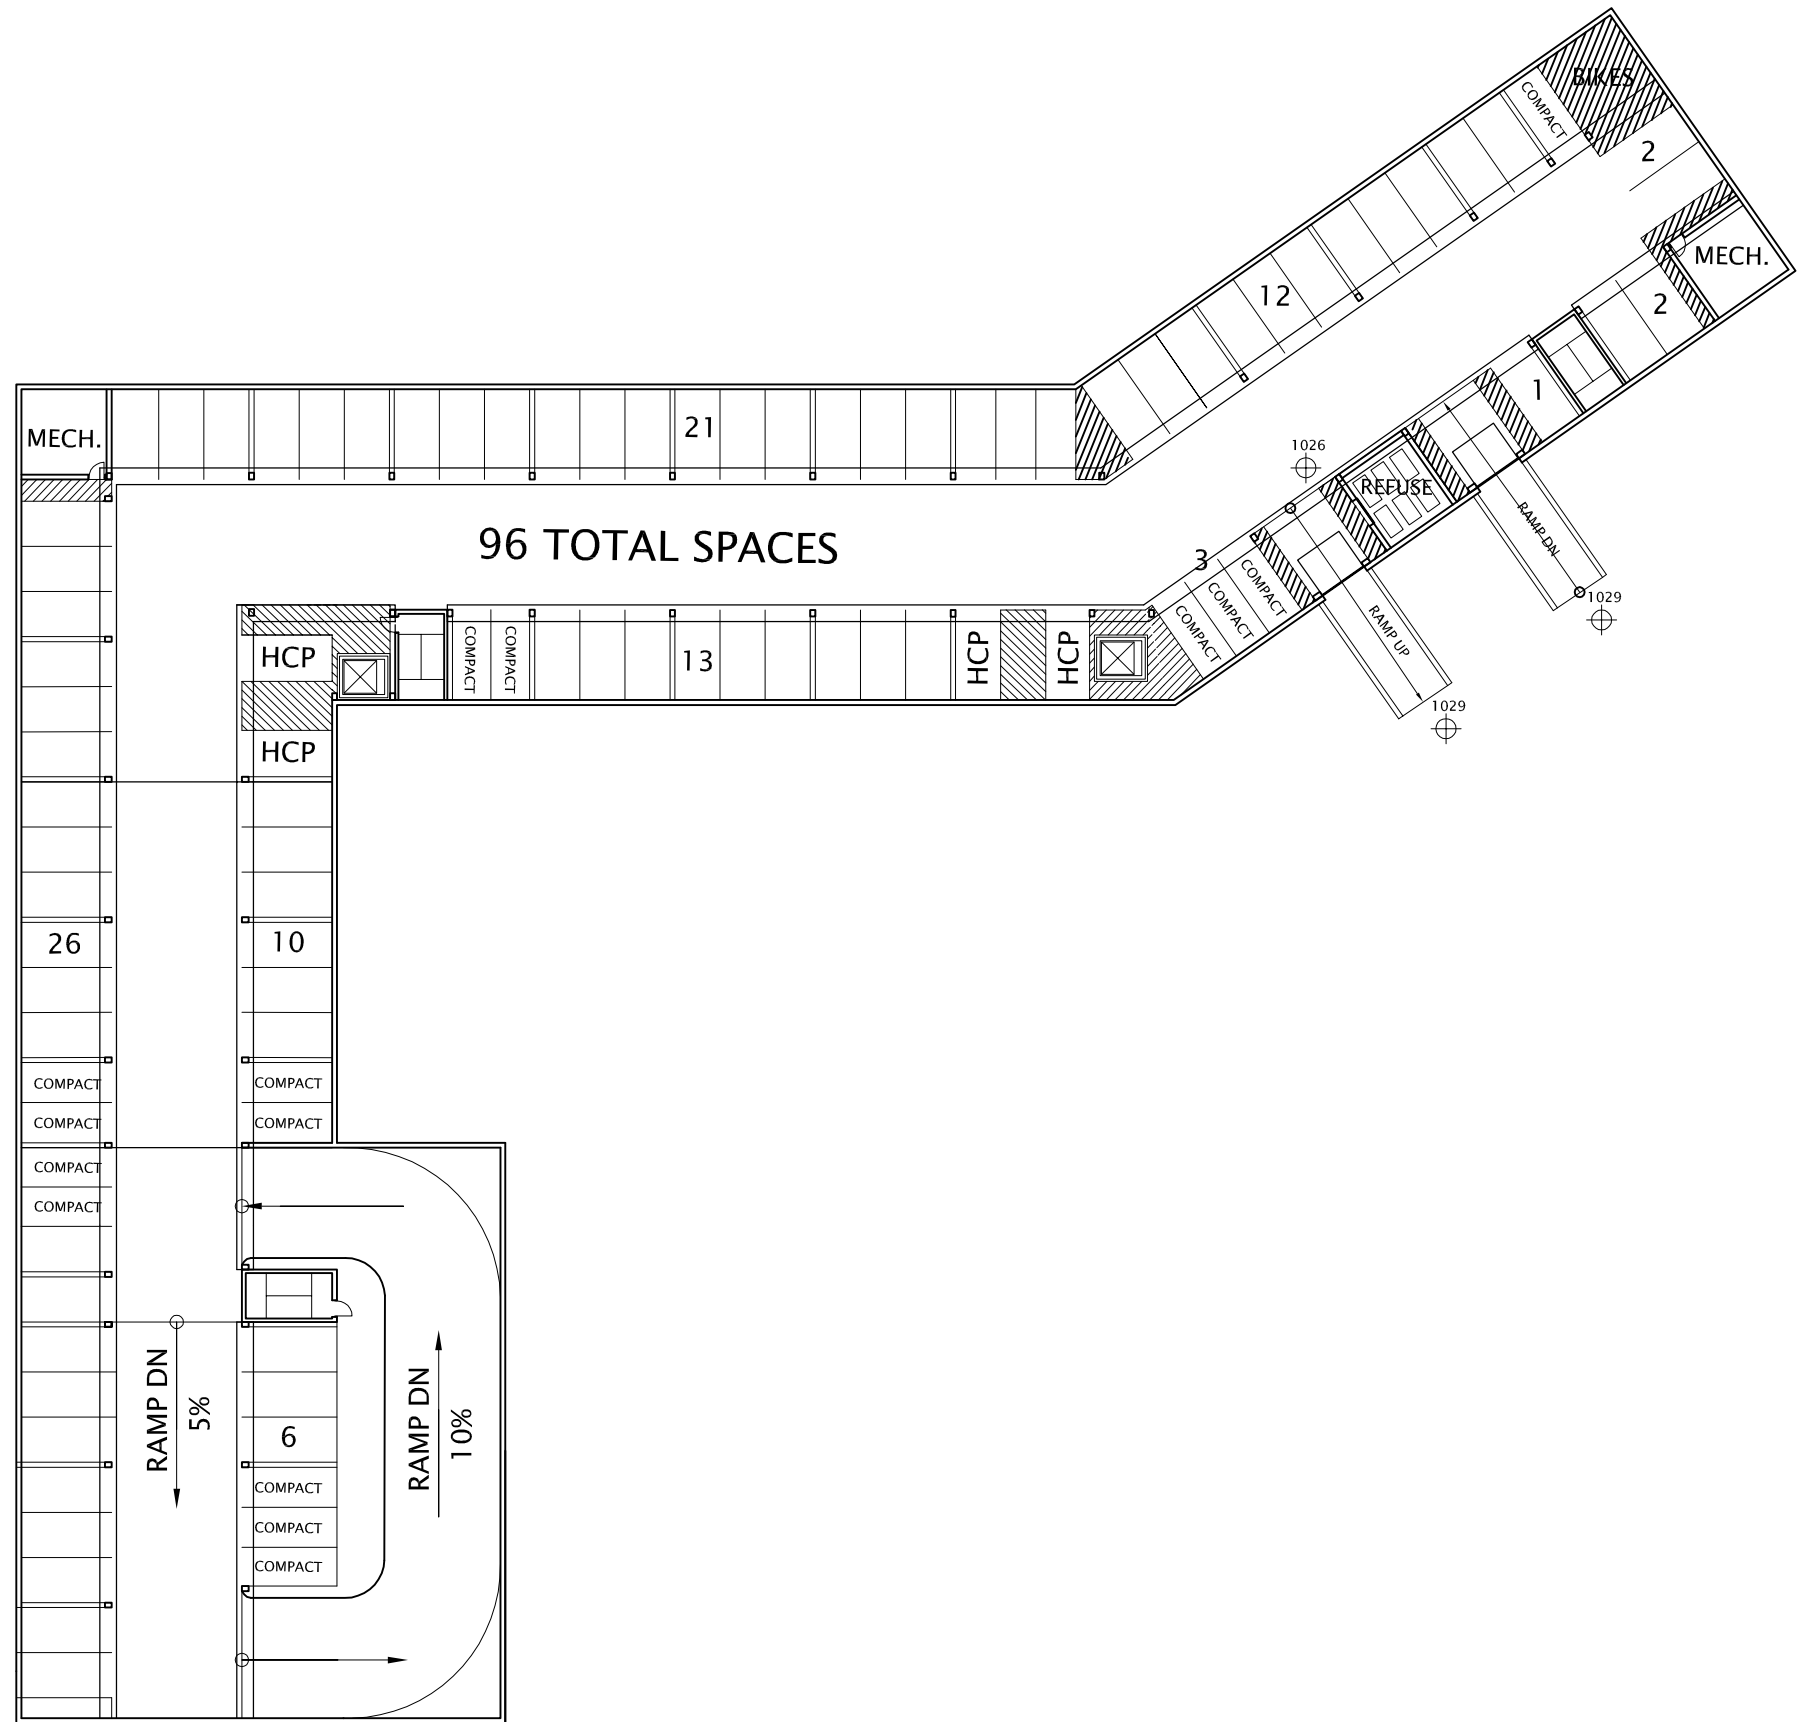 BIKES
COMPACT
2
MECH.
12
2
1
21
MECH.
1026
REFUSE
RAMP DN
96 TOTAL SPACES
3
COMPACT
COMPACT
COMPACT
1029
RAMP UP
HCP
COMPACT
COMPACT
13
HCP
HCP
1029
HCP
26
10
COMPACT
COMPACT
COMPACT
COMPACT
COMPACT
COMPACT
RAMP DN
5%
RAMP DN
10%
6
COMPACT
COMPACT
COMPACT